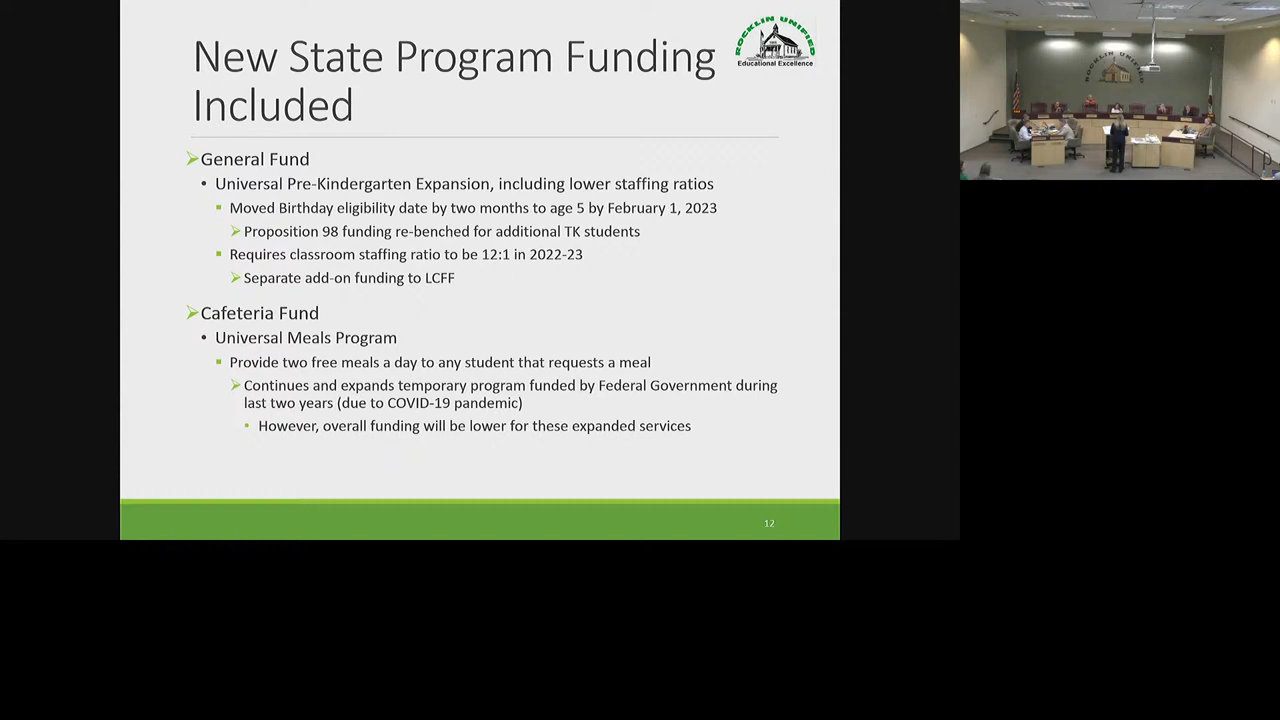 New State Program Funding
Included
ROCKLIN UNIFIED
Educational Excellence
General Fund
Universal Pre-Kindergarten Expansion, including lower staffing ratios
Moved Birthday eligibility date by two months to age 5 by February 1, 2023
Proposition 98 funding re-benched for additional TK students
Requires classroom staffing ratio to be 12:1 in 2022-23
Separate add-on funding to LCFF
Cafeteria Fund
Universal Meals Program
Provide two free meals a day to any student that requests a meal
Continues and expands temporary program funded by Federal Government during
last two years (due to COVID-19 pandemic)
However, overall funding will be lower for these expanded services
12
ROCKLIN UNIFIED